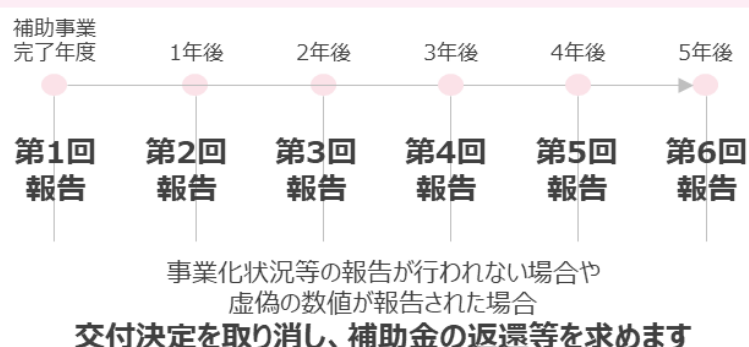 補助事業
完了年度
1年後
2年後
3年後
4年後
5年後
第1回
報告
第2回
報告
第3回
報告
第4回
報告
第5回
報告
第6回
報告
事業化状況等の報告が行われない場合や
虚偽の数値が報告された場合
交付決定を取り消し、補助金の返還等を求めます